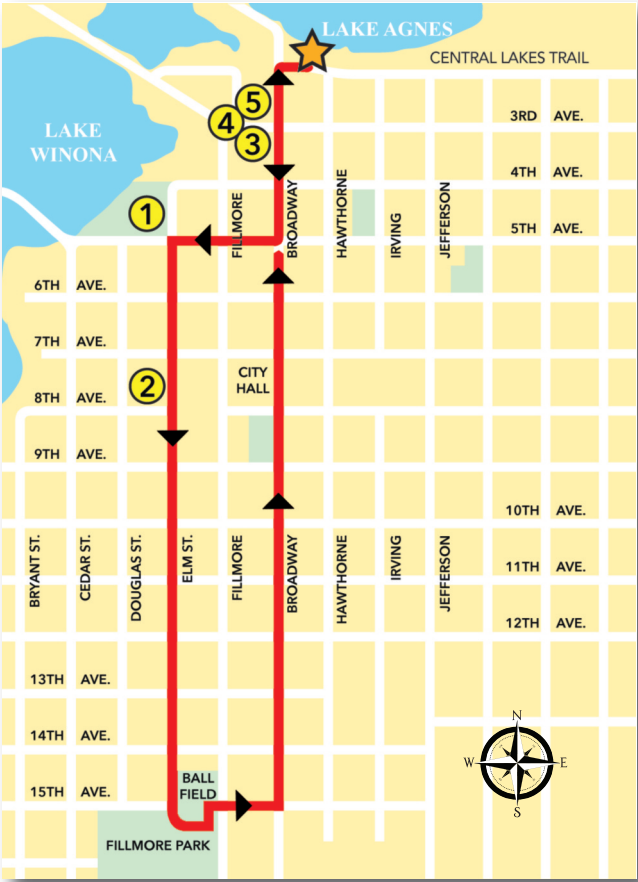 LAKE AGNES
CENTRAL LAKES TRAIL
5
4
3
3RD AVE.
LAKE
WINONA
4TH AVE.
1
FILLMORE
BROADWAY
HAWTHORNE
IRVING
JEFFERSON
5TH AVE.
6TH AVE.
7TH AVE.
2
CITY
HALL
8TH AVE.
9TH AVE.
10TH AVE.
BRYANT ST.
CEDAR ST.
DOUGLAS ST.
ELM ST.
FILLMORE
BROADWAY
HAWTHORNE
IRVING
JEFFERSON
11TH AVE.
12TH AVE.
13TH AVE.
14TH AVE.
N
W
E
S
15TH AVE.
BALL
FIELD
FILLMORE PARK